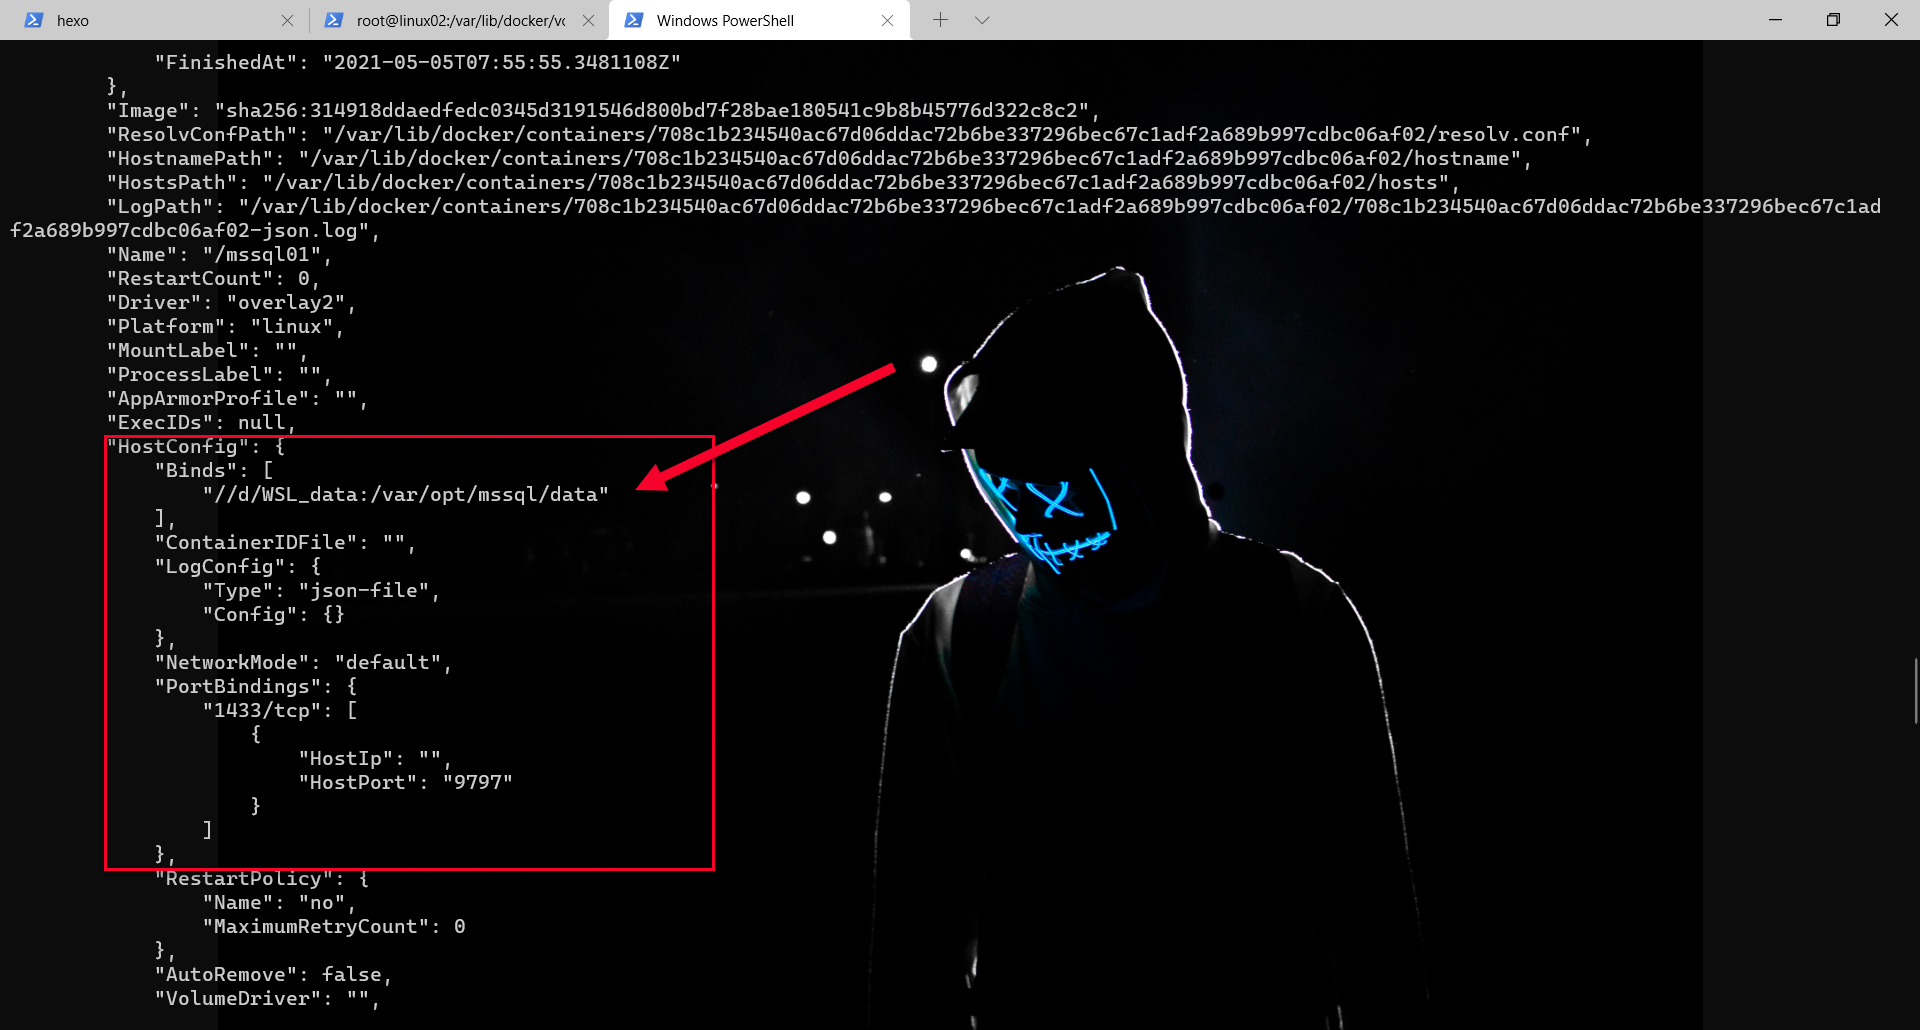 hexo
root@linux02:/var/lib/docker/vo
Windows PowerShell
"FinishedAt": "2021-05-05T07:55:55.3481108Z"
},
"Image": "sha256:314918ddaedfedc0345d3191546d800bd7f28bae180541c9b8b45776d322c8c2",
"ResolvConfPath": "/var/lib/docker/containers/708c1b234540ac67d06ddac72b6be337296bec67c1adf2a689b997cdbc06af02/resolv.conf",
"HostnamePath": "/var/lib/docker/containers/708c1b234540ac67d06ddac72b6be337296bec67c1adf2a689b997cdbc06af02/hostname",
"HostsPath": "/var/lib/docker/containers/708c1b234540ac67d06ddac72b6be337296bec67c1adf2a689b997cdbc06af02/hosts",
"LogPath": "/var/lib/docker/containers/708c1b234540ac67d06ddac72b6be337296bec67c1adf2a689b997cdbc06af02/708c1b234540ac67d06ddac72b6be337296bec67c1ad
f2a689b997cdbc06af02-json.log",
"Name": "/mssql01",
"RestartCount": 0,
"Driver": "overlay2",
"Platform": "linux",
"MountLabel": "",
"ProcessLabel": "",
"AppArmorProfile": "",
"ExecIDs": null,
"HostConfig": {
"Binds": [
"//d/WSL_data:/var/opt/mssql/data"
],
"ContainerIDFile": "",
"LogConfig": {
"Type": "json-file",
"Config": {}
},
"NetworkMode": "default",
"PortBindings": {
"1433/tcp": [
{
"HostIp": "",
"HostPort": "9797"
}
]
},
"RestartPolicy": {
"Name": "no",
"MaximumRetryCount": 0
},
"AutoRemove": false,
"VolumeDriver": "",